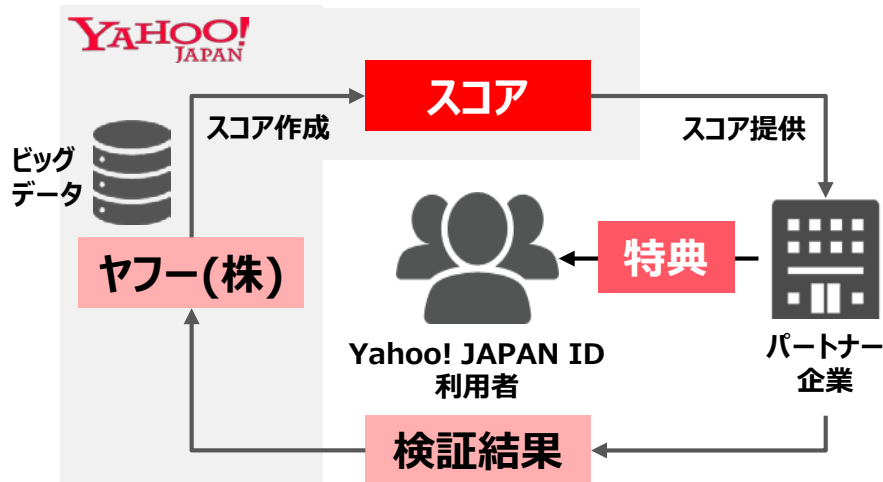 YAHOO!
JAPAN
スコア
スコア作成
スコア提供
ビッグ
データ
ヤフー(株)
特典
Yahoo! JAPAN ID
利用者
パートナー
企業
検証結果